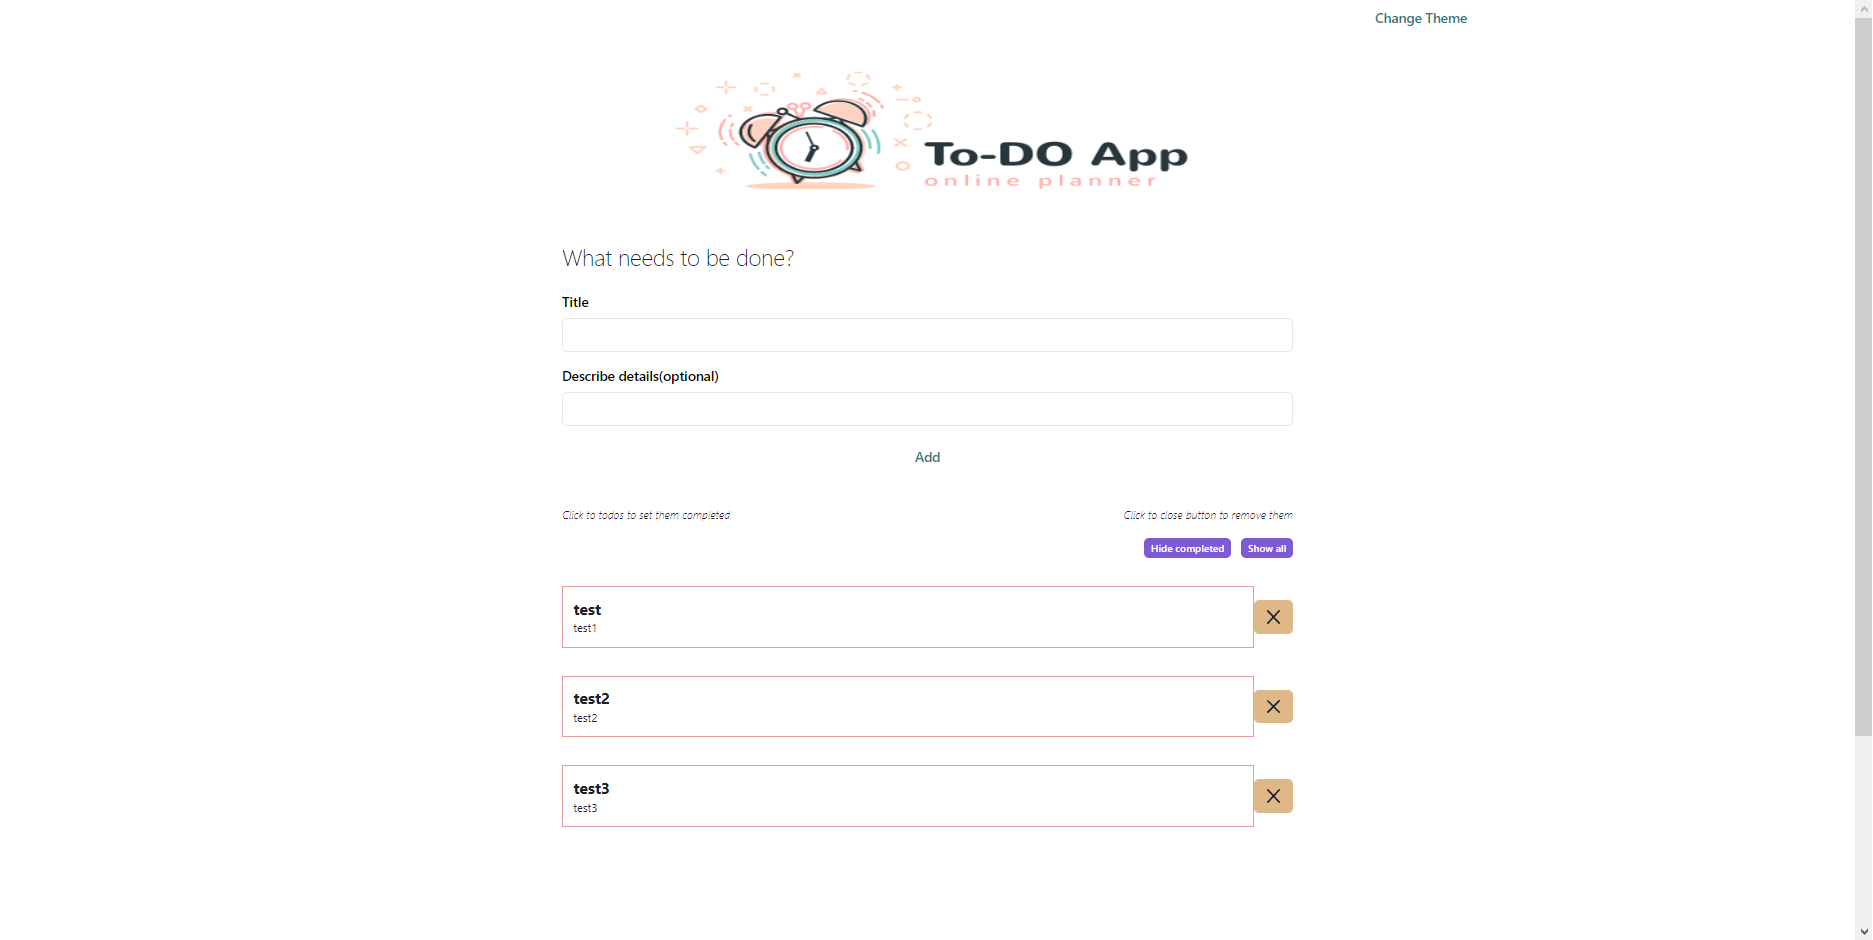 Change Theme
To-DO App
online planner
What needs to be done?
Title
Describe details(optional)
Add
Click to todos to set them completed
Click to close button to remove them
Hide completed
Show all
test
test1
test2
test2
test3
test3